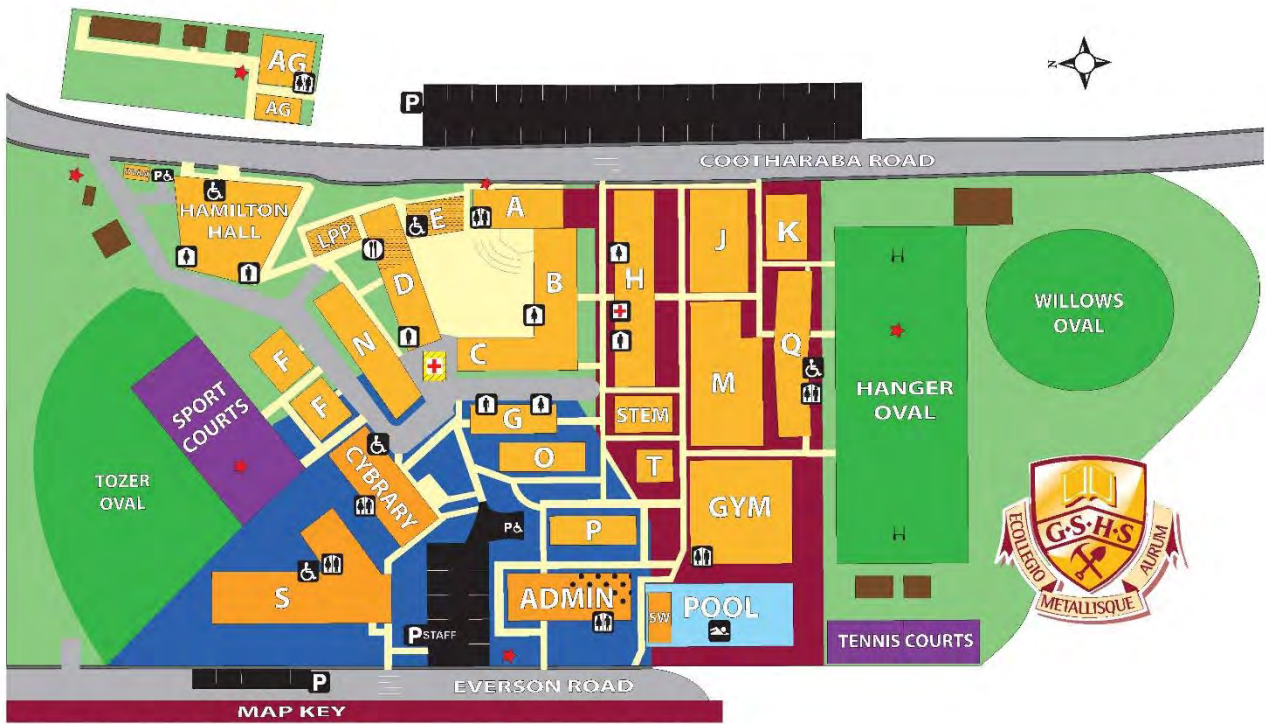 AG
AG
N
P
COOTHARABA ROAD
P
HAMILTON
HALL
LPP
E
A
D
B
C
N
F
F
H
J
K
M
Q
STEM
T
G
O
P
GYM
SPORT
COURTS
TOZER
OVAL
CYBRARY
S
P
ADMIN
SW
POOL
H
HANGER
OVAL
H
WILLOWS
OVAL
TENNIS COURTS
G·S·H·S
ECOLLEGIO
METALLISQUE
AURUM
P STAFF
P
EVERSON ROAD
MAP KEY